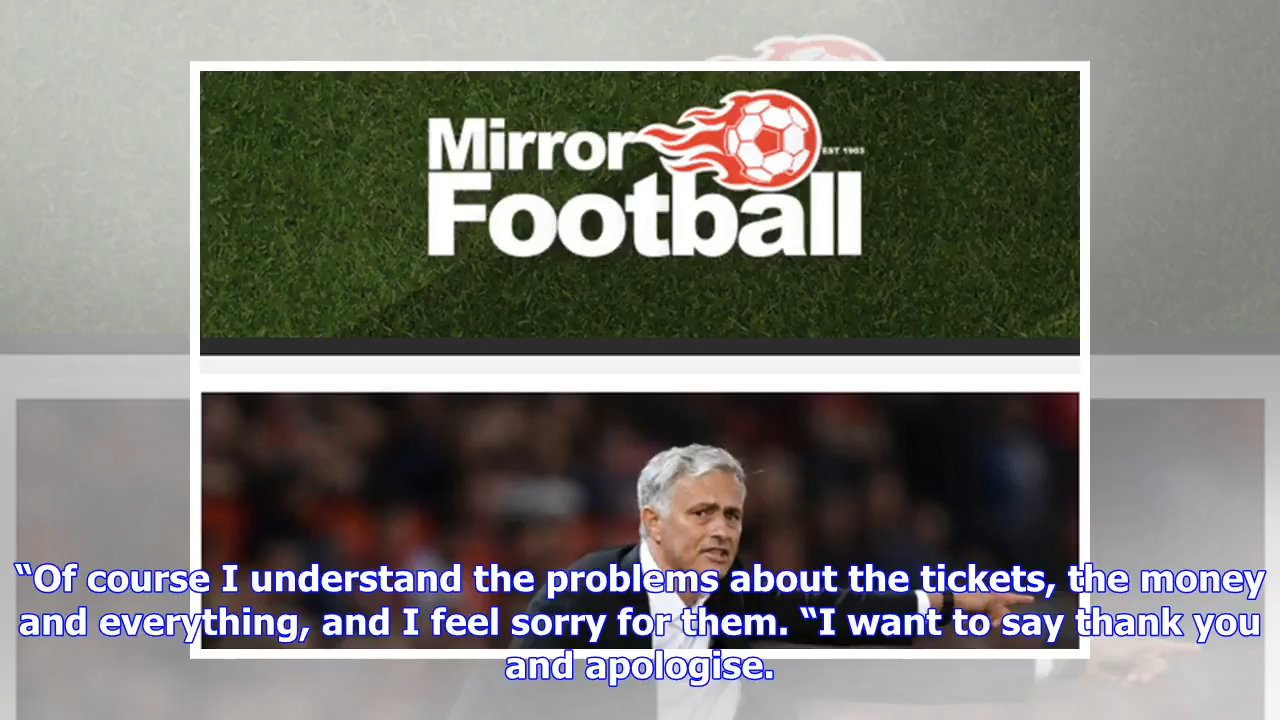 Mirror
EST 1903
Football
“Of course I understand the problems about the tickets, the money
and everything, and I feel sorry for them. “I want to say thank you
and apologise.